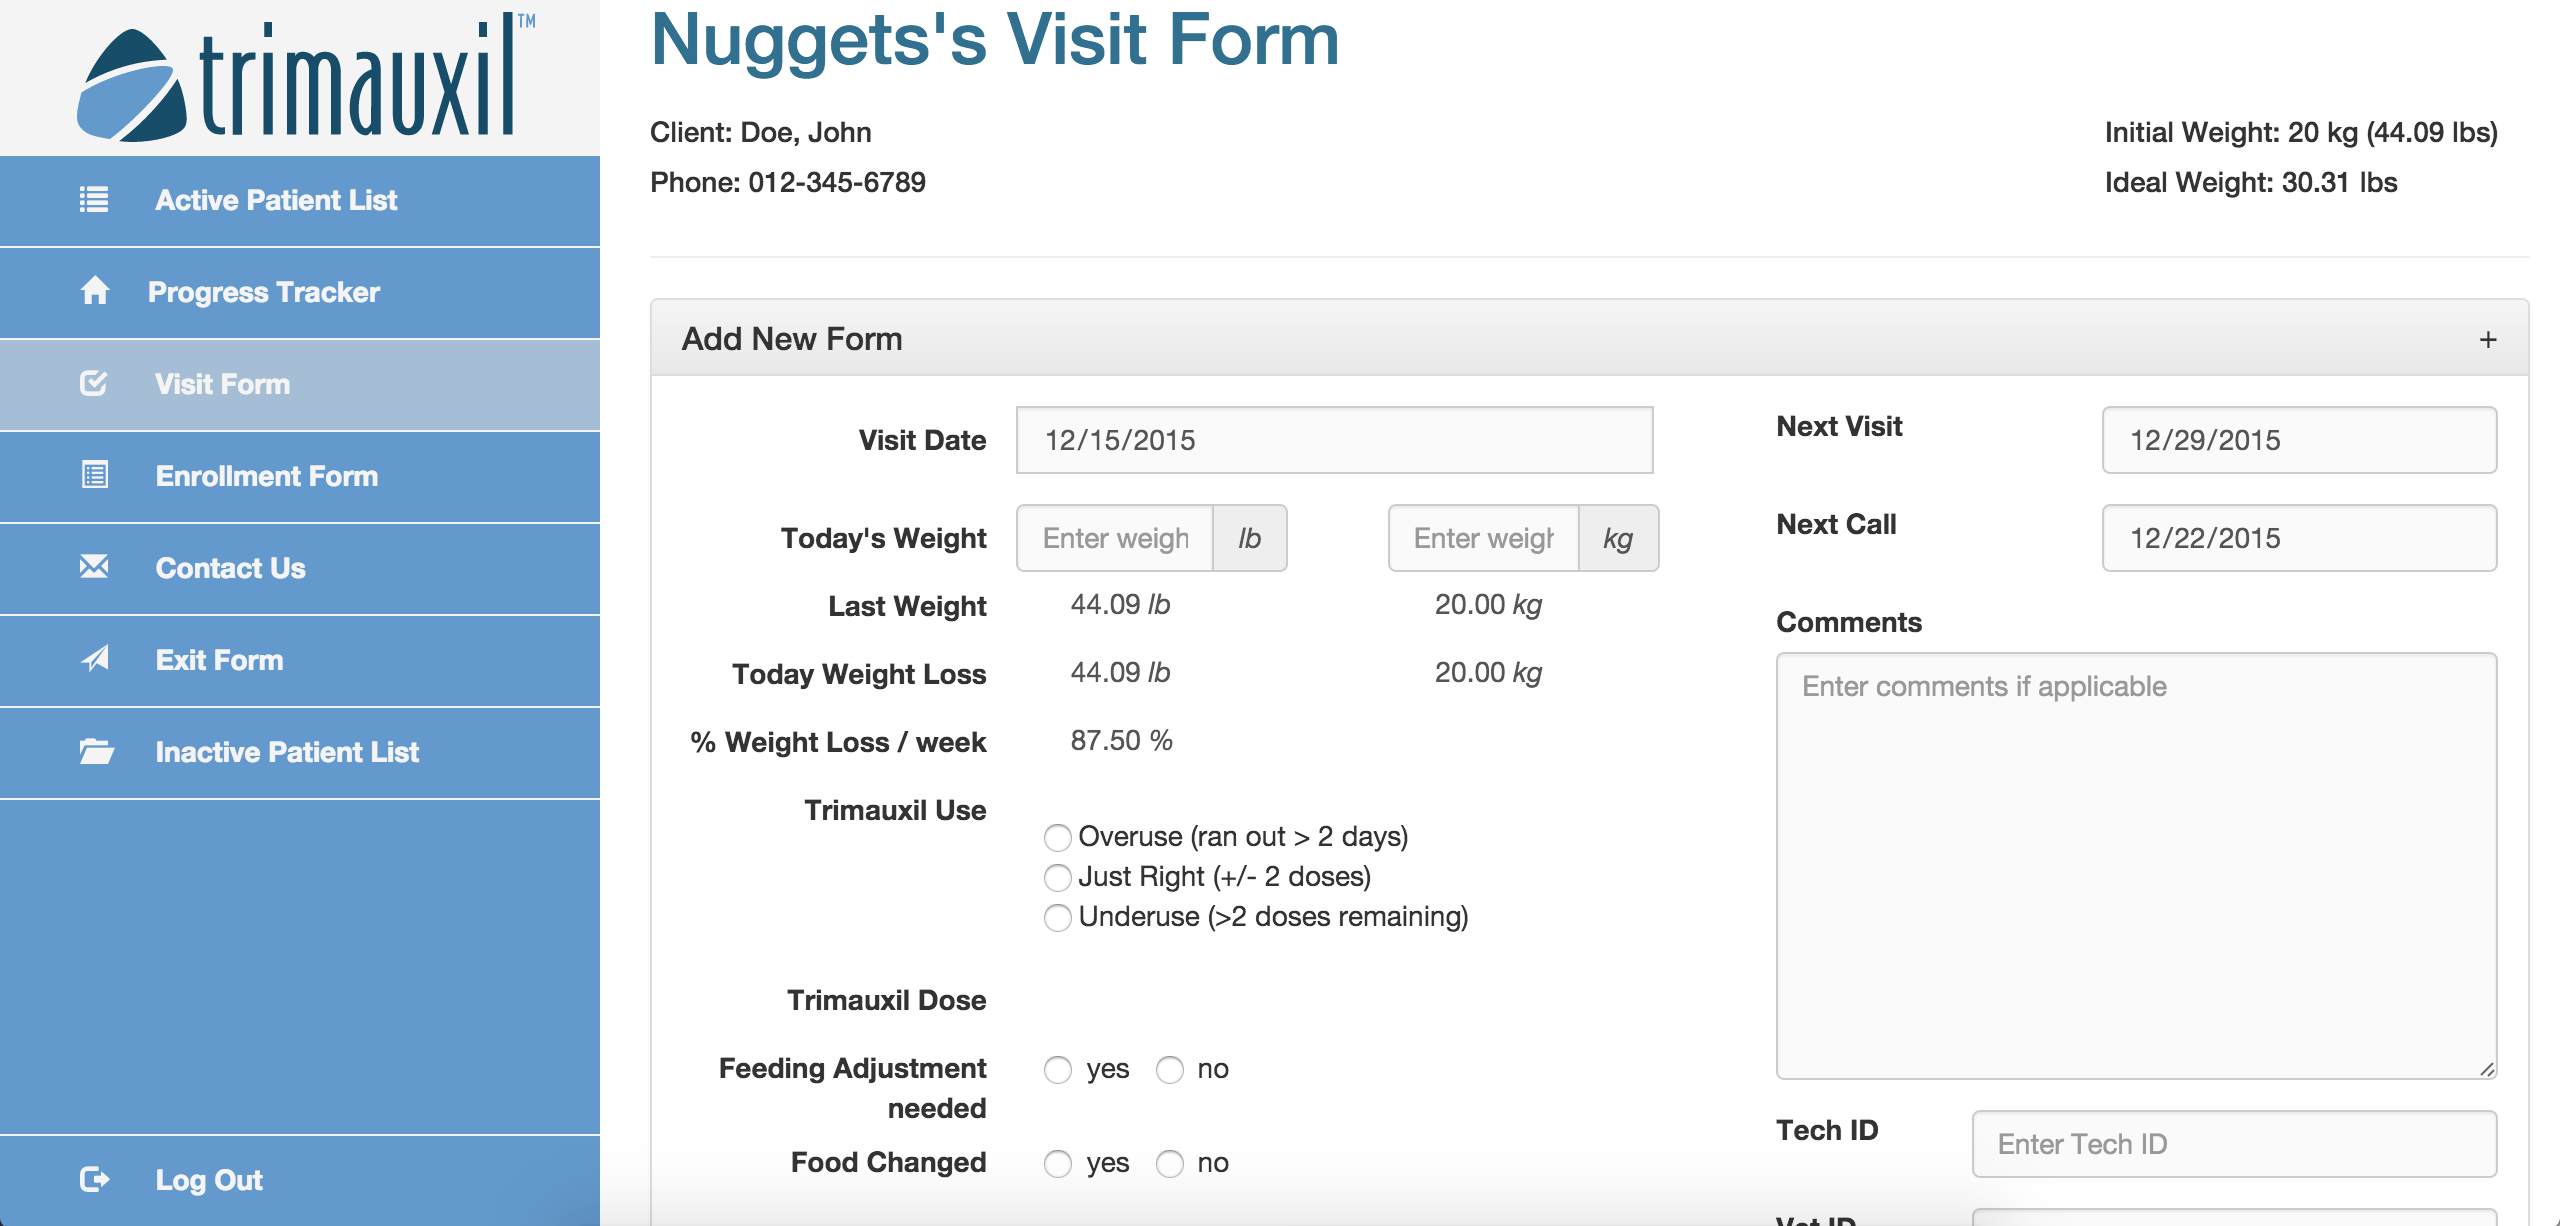 trimauxil™
Active Patient List
Progress Tracker
Visit Form
Enrollment Form
Contact Us
Exit Form
Inactive Patient List
Log Out
Nuggets's Visit Form
Client: Doe, John
Phone: 012-345-6789
Initial Weight: 20 kg (44.09 lbs)
Ideal Weight: 30.31 lbs
Add New Form +
Visit Date 12/15/2015
Today's Weight Enter weigh lb Enter weigh kg
Last Weight 44.09 lb 20.00 kg
Today Weight Loss 44.09 lb 20.00 kg
% Weight Loss / week 87.50 %
Trimauxil Use
Overuse (ran out > 2 days)
Just Right (+/- 2 doses)
Underuse (>2 doses remaining)
Trimauxil Dose
Feeding Adjustment
needed
yes no
Food Changed yes no
Next Visit 12/29/2015
Next Call 12/22/2015
Comments
Enter comments if applicable
Tech ID Enter Tech ID
Vet ID